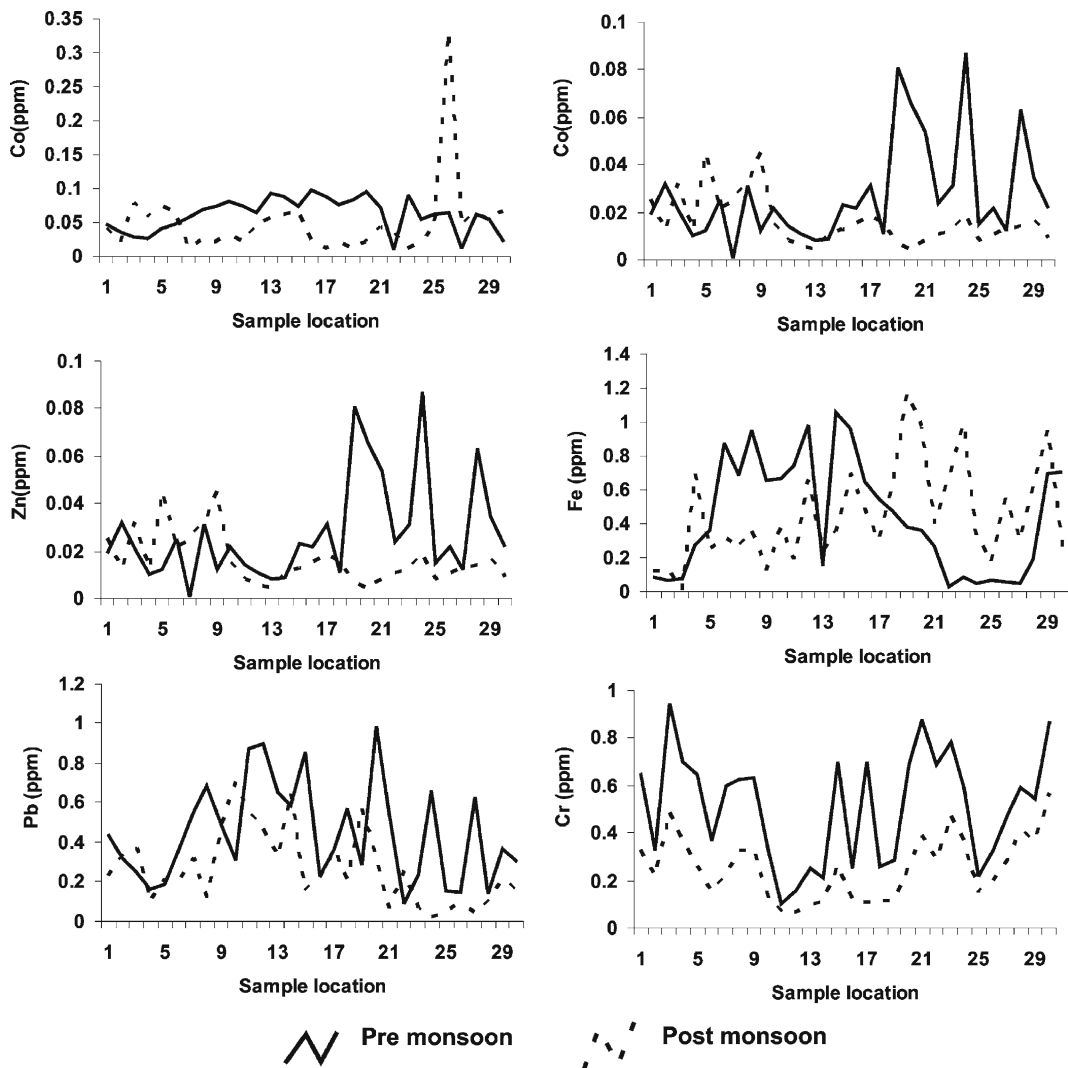 0.35
0.3
0.25
0.2
0.15
0.1
0.05
0
Co(ppm)
1 5 9 13 17 21 25 29
Sample location
0.1
0.08
0.06
0.04
0.02
0
Co(ppm)
1 5 9 13 17 21 25 29
Sample location
0.1
0.08
0.06
0.04
0.02
0
Zn(ppm)
1 5 9 13 17 21 25 29
Sample location
1.4
1.2
1
0.8
0.6
0.4
0.2
0
Fe (ppm)
1 5 9 13 17 21 25 29
Sample location
1.2
1
0.8
0.6
0.4
0.2
0
Pb (ppm)
1 5 9 13 17 21 25 29
Sample location
1
0.8
0.6
0.4
0.2
0
Cr (ppm)
1 5 9 13 17 21 25 29
Sample location
Pre monsoon
Post monsoon